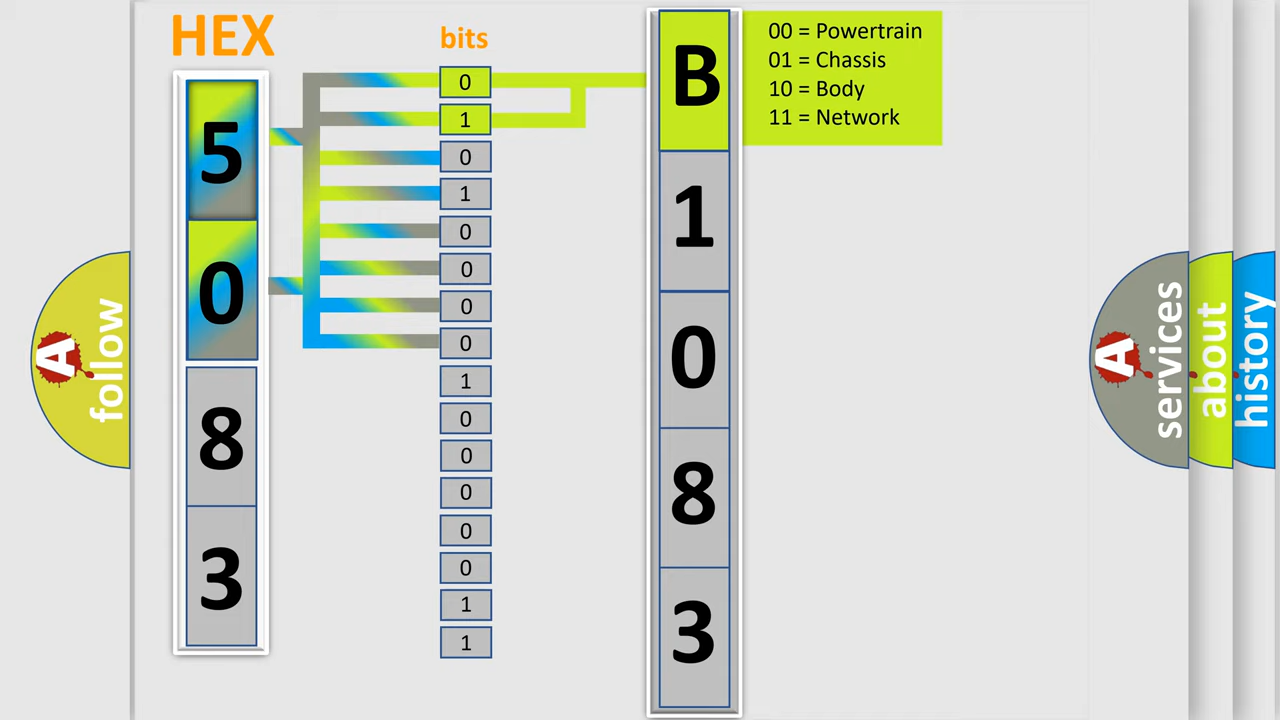 HEX
bits
5
0
8
3
0
1
0
1
0
0
0
0
1
0
0
0
0
0
1
1
B
1
0
8
3
00 = Powertrain
01 = Chassis
10 = Body
11 = Network
A
follow
A
services
about
history